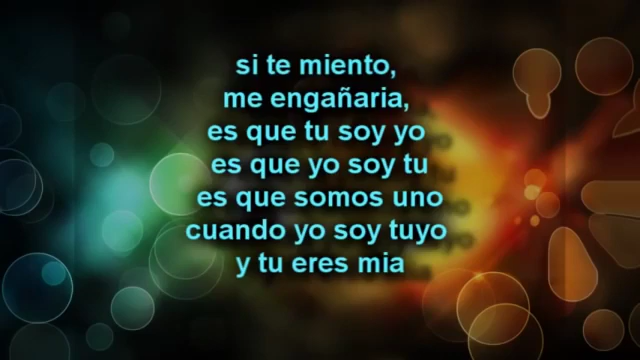 si te miento,
me engañaria,
es que tu soy yo
es que yo soy tu
es que somos uno
cuando yo soy tuyo
y tu eres mia